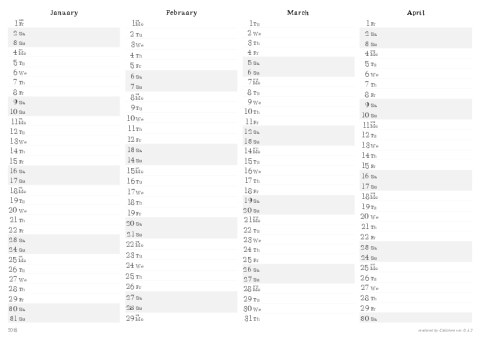 January
1 Fr
2 Sa
3 Su
4 Mo
5 Tu
6 We
7 Th
8 Fr
9 Sa
10 Su
11 Mo
12 Tu
13 We
14 Th
15 Fr
16 Sa
17 Su
18 Mo
19 Tu
20 We
21 Th
22 Fr
23 Sa
24 Su
25 Mo
26 Tu
27 We
28 Th
29 Fr
30 Sa
31 Su
February
1 Mo
2 Tu
3 We
4 Th
5 Fr
6 Sa
7 Su
8 Mo
9 Tu
10 We
11 Th
12 Fr
13 Sa
14 Su
15 Mo
16 Tu
17 We
18 Th
19 Fr
20 Sa
21 Su
22 Mo
23 Tu
24 We
25 Th
26 Fr
27 Sa
28 Su
29 Mo
March
1 Tu
2 We
3 Th
4 Fr
5 Sa
6 Su
7 Mo
8 Tu
9 We
10 Th
11 Fr
12 Sa
13 Su
14 Mo
15 Tu
16 We
17 Th
18 Fr
19 Sa
20 Su
21 Mo
22 Tu
23 We
24 Th
25 Fr
26 Sa
27 Su
28 Mo
29 Tu
30 We
31 Th
April
1 Fr
2 Sa
3 Su
4 Mo
5 Tu
6 We
7 Th
8 Fr
9 Sa
10 Su
11 Mo
12 Tu
13 We
14 Th
15 Fr
16 Sa
17 Su
18 Mo
19 Tu
20 We
21 Th
22 Fr
23 Sa
24 Su
25 Mo
26 Tu
27 We
28 Th
29 Fr
30 Sa
2016